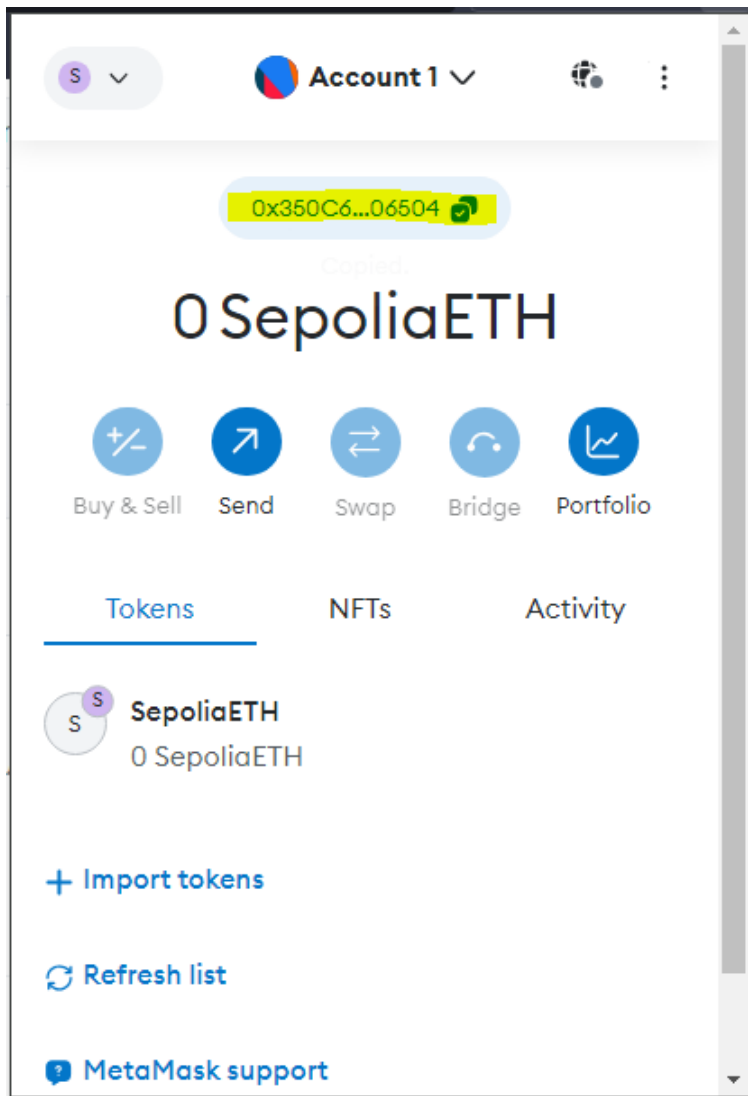 S
Account 1
0x350C6...06504
Copied.
0 SepoliaETH
Buy & Sell Send Swap Bridge Portfolio
Tokens NFTs Activity
S S SepoliaETH
0 SepoliaETH
+ Import tokens
Refresh list
? MetaMask support